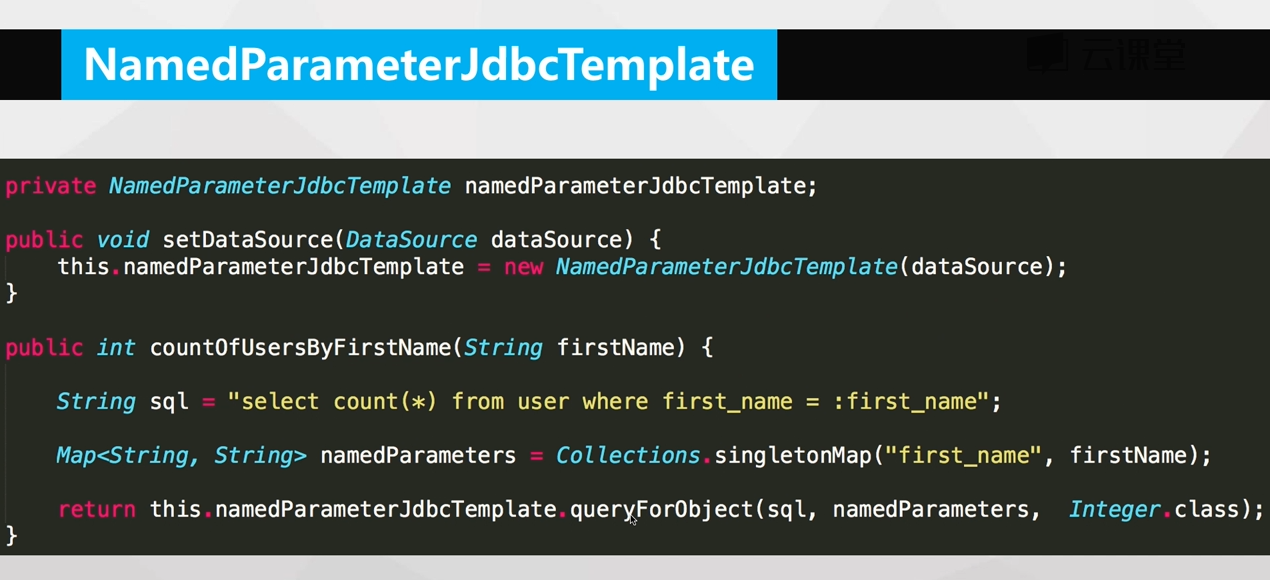 NamedParameterJdbcTemplate
云课堂
private NamedParameterJdbcTemplate namedParameterJdbcTemplate;
public void setDataSource(DataSource dataSource) {
this.namedParameterJdbcTemplate = new NamedParameterJdbcTemplate(dataSource);
}
public int countOfUsersByFirstName(String firstName) {
String sql = "select count(*) from user where first_name = :first_name";
Map<String, String> namedParameters = Collections.singletonMap("first_name", firstName);
return this.namedParameterJdbcTemplate.queryForObject(sql, namedParameters, Integer.class);
}